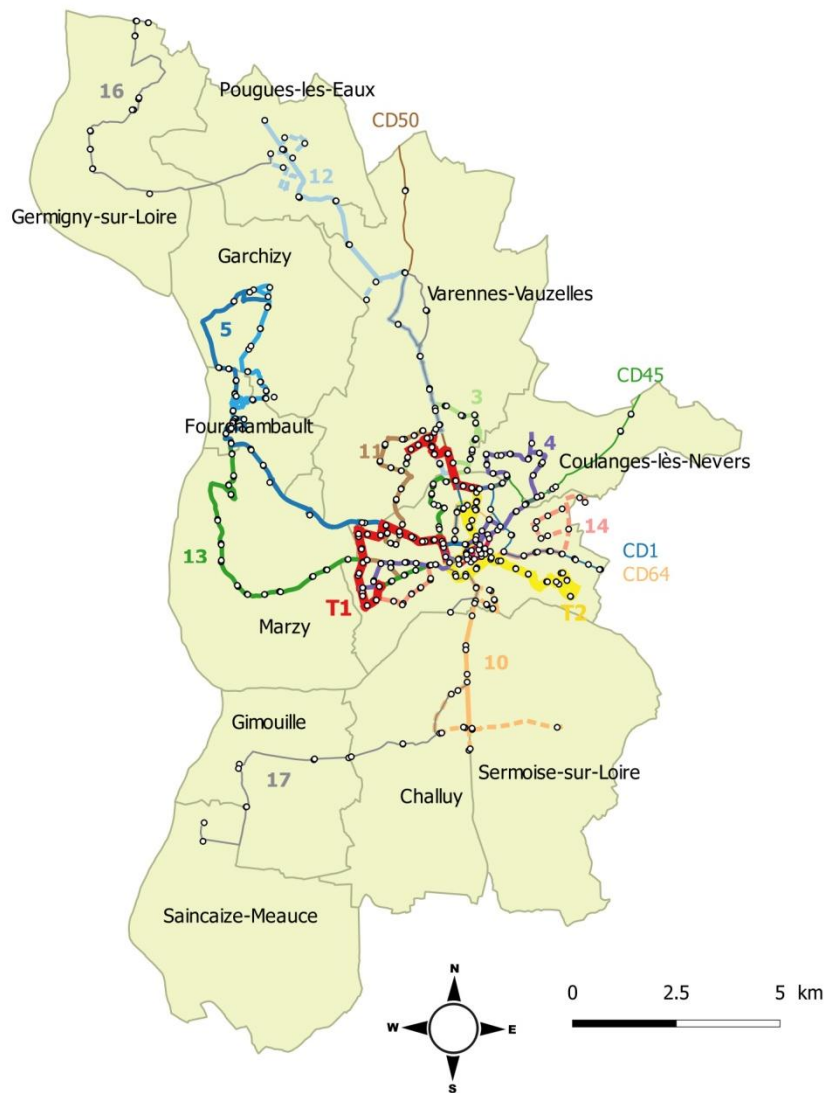 16
Pougues-les-Eaux
CD50
12
Germigny-sur-Loire
Garchizy
Varennes-Vauzelles
5
CD45
3
Fourchambault
4
11
Coulanges-lès-Nevers
14
13
CD1
CD64
T1
T2
Marzy
10
Gimouille
17
Sermoise-sur-Loire
Challuy
Saincaize-Meauce
N
0 2.5 5 km
W E
S